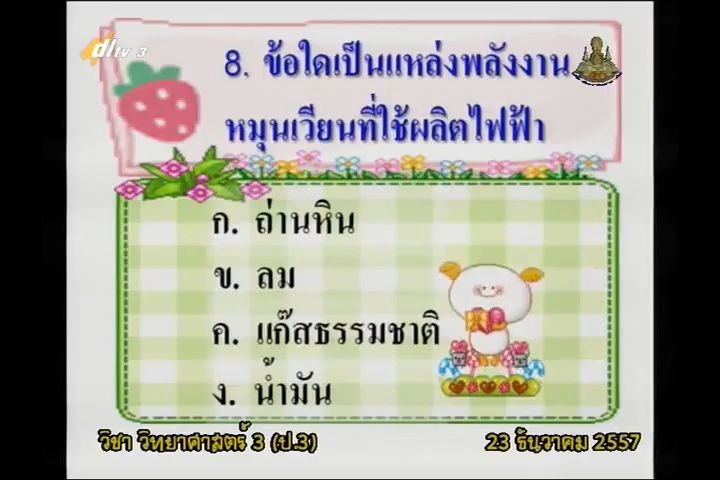 dltv 3
8. ข้อใดเป็นแหล่งพลังงาน
หมุนเวียนที่ใช้ผลิตไฟฟ้า
ก. ถ่านหิน
ข. ลม
ค. แก๊สธรรมชาติ
ง. น้ำมัน
วิชา วิทยาศาสตร์ 3 (ป.3)
23 ธันวาคม 2557